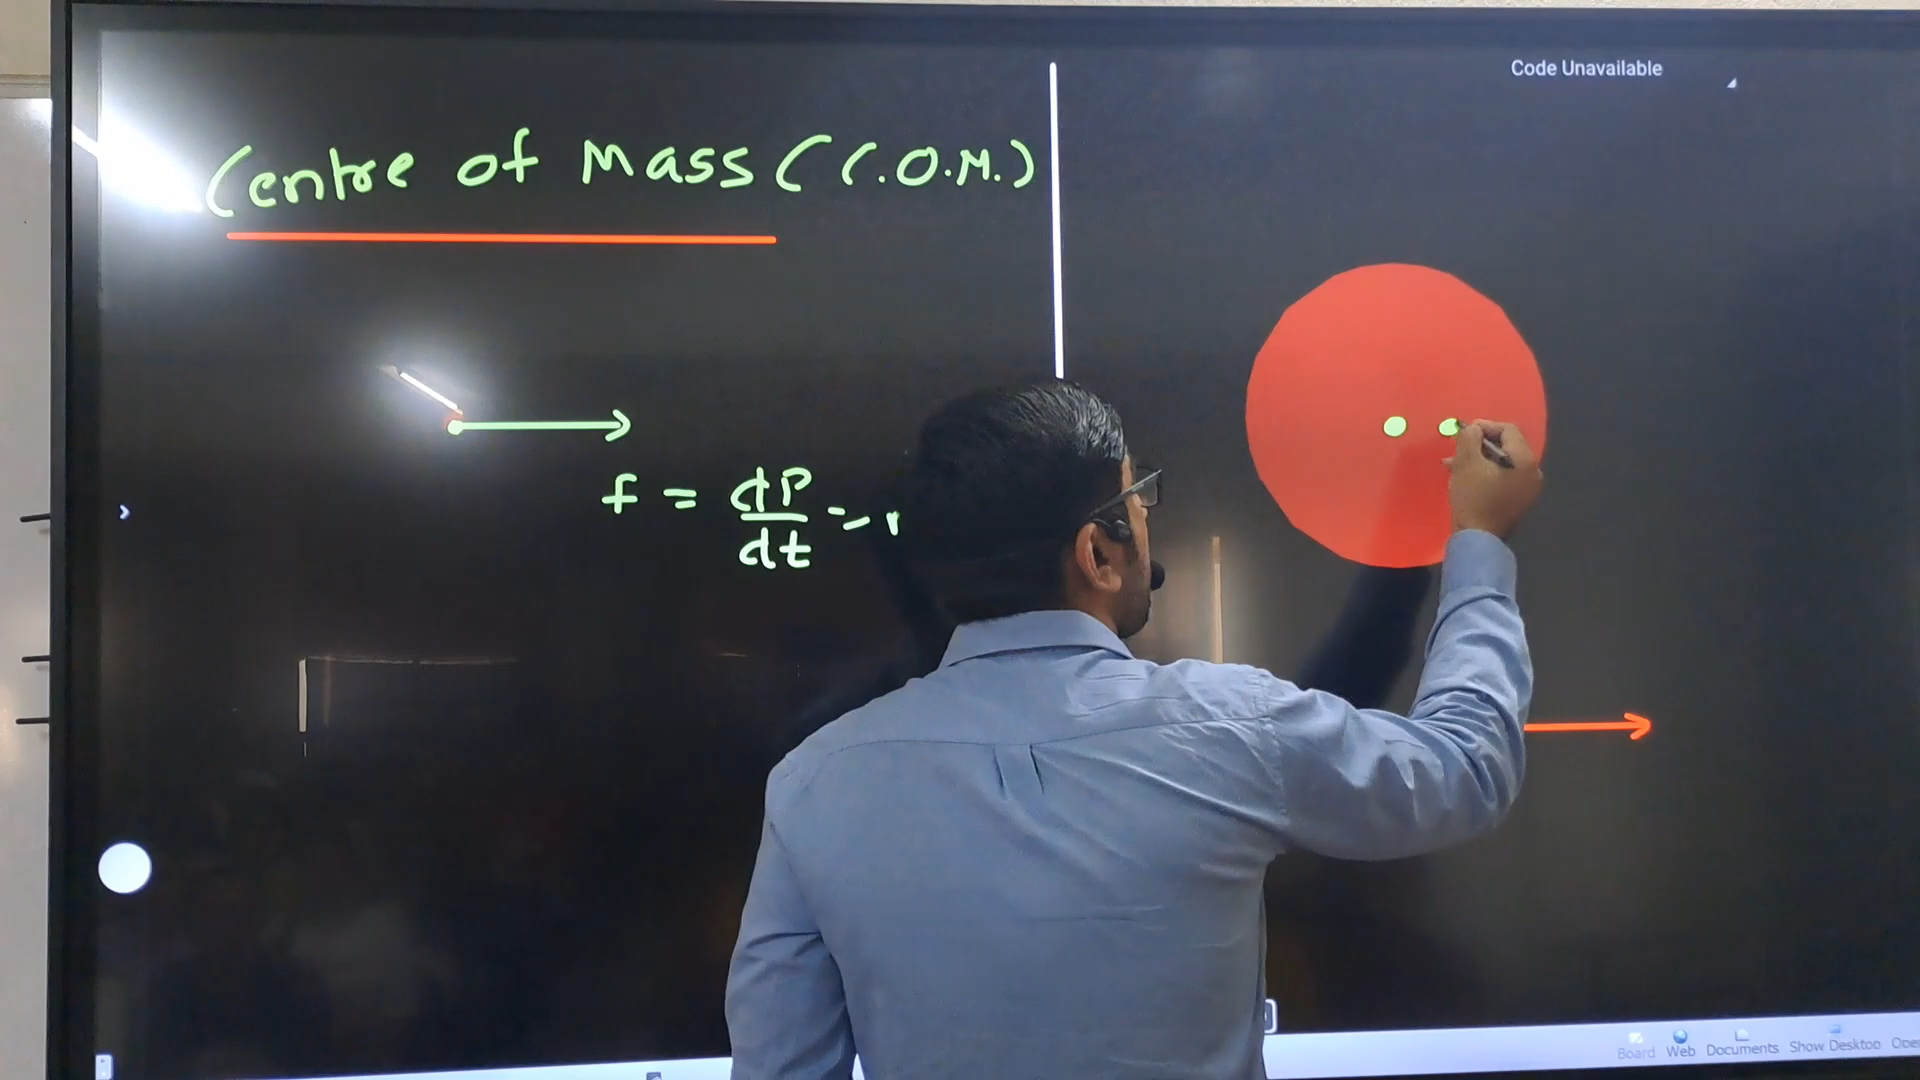 Code Unavailable
Centre of Mass (C.O.M.)
f = dP/dt =
Board Web Documents Show Desktop